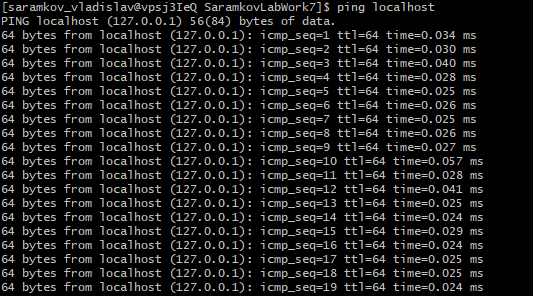 [saramkov_vladislav@vpsj3IeQ SaramkovLabWork7]$ ping localhost
PING localhost (127.0.0.1) 56(84) bytes of data.
64 bytes from localhost (127.0.0.1): icmp_seq=1 ttl=64 time=0.034 ms
64 bytes from localhost (127.0.0.1): icmp_seq=2 ttl=64 time=0.030 ms
64 bytes from localhost (127.0.0.1): icmp_seq=3 ttl=64 time=0.040 ms
64 bytes from localhost (127.0.0.1): icmp_seq=4 ttl=64 time=0.028 ms
64 bytes from localhost (127.0.0.1): icmp_seq=5 ttl=64 time=0.025 ms
64 bytes from localhost (127.0.0.1): icmp_seq=6 ttl=64 time=0.026 ms
64 bytes from localhost (127.0.0.1): icmp_seq=7 ttl=64 time=0.025 ms
64 bytes from localhost (127.0.0.1): icmp_seq=8 ttl=64 time=0.026 ms
64 bytes from localhost (127.0.0.1): icmp_seq=9 ttl=64 time=0.027 ms
64 bytes from localhost (127.0.0.1): icmp_seq=10 ttl=64 time=0.057 ms
64 bytes from localhost (127.0.0.1): icmp_seq=11 ttl=64 time=0.028 ms
64 bytes from localhost (127.0.0.1): icmp_seq=12 ttl=64 time=0.041 ms
64 bytes from localhost (127.0.0.1): icmp_seq=13 ttl=64 time=0.025 ms
64 bytes from localhost (127.0.0.1): icmp_seq=14 ttl=64 time=0.024 ms
64 bytes from localhost (127.0.0.1): icmp_seq=15 ttl=64 time=0.029 ms
64 bytes from localhost (127.0.0.1): icmp_seq=16 ttl=64 time=0.024 ms
64 bytes from localhost (127.0.0.1): icmp_seq=17 ttl=64 time=0.025 ms
64 bytes from localhost (127.0.0.1): icmp_seq=18 ttl=64 time=0.025 ms
64 bytes from localhost (127.0.0.1): icmp_seq=19 ttl=64 time=0.024 ms